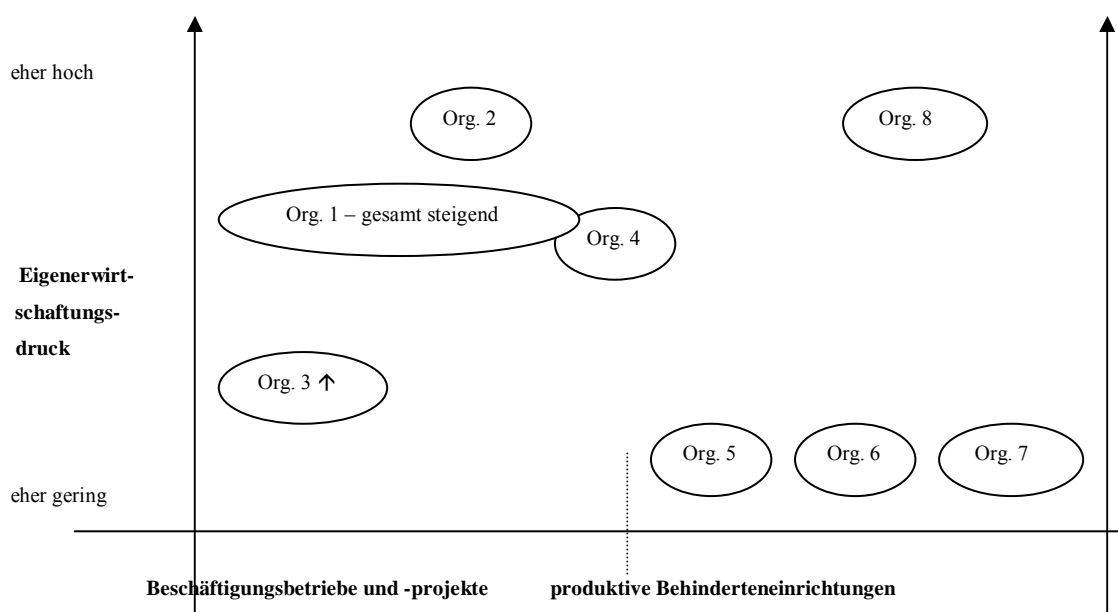 eher hoch
Org. 2
Org. 8
Org. 1 – gesamt steigend
Org. 4
Eigenerwirt-
schaftungs-
druck
Org. 3 ↑
Org. 5
Org. 6
Org. 7
eher gering
Beschäftigungsbetriebe und -projekte
produktive Behinderteneinrichtungen